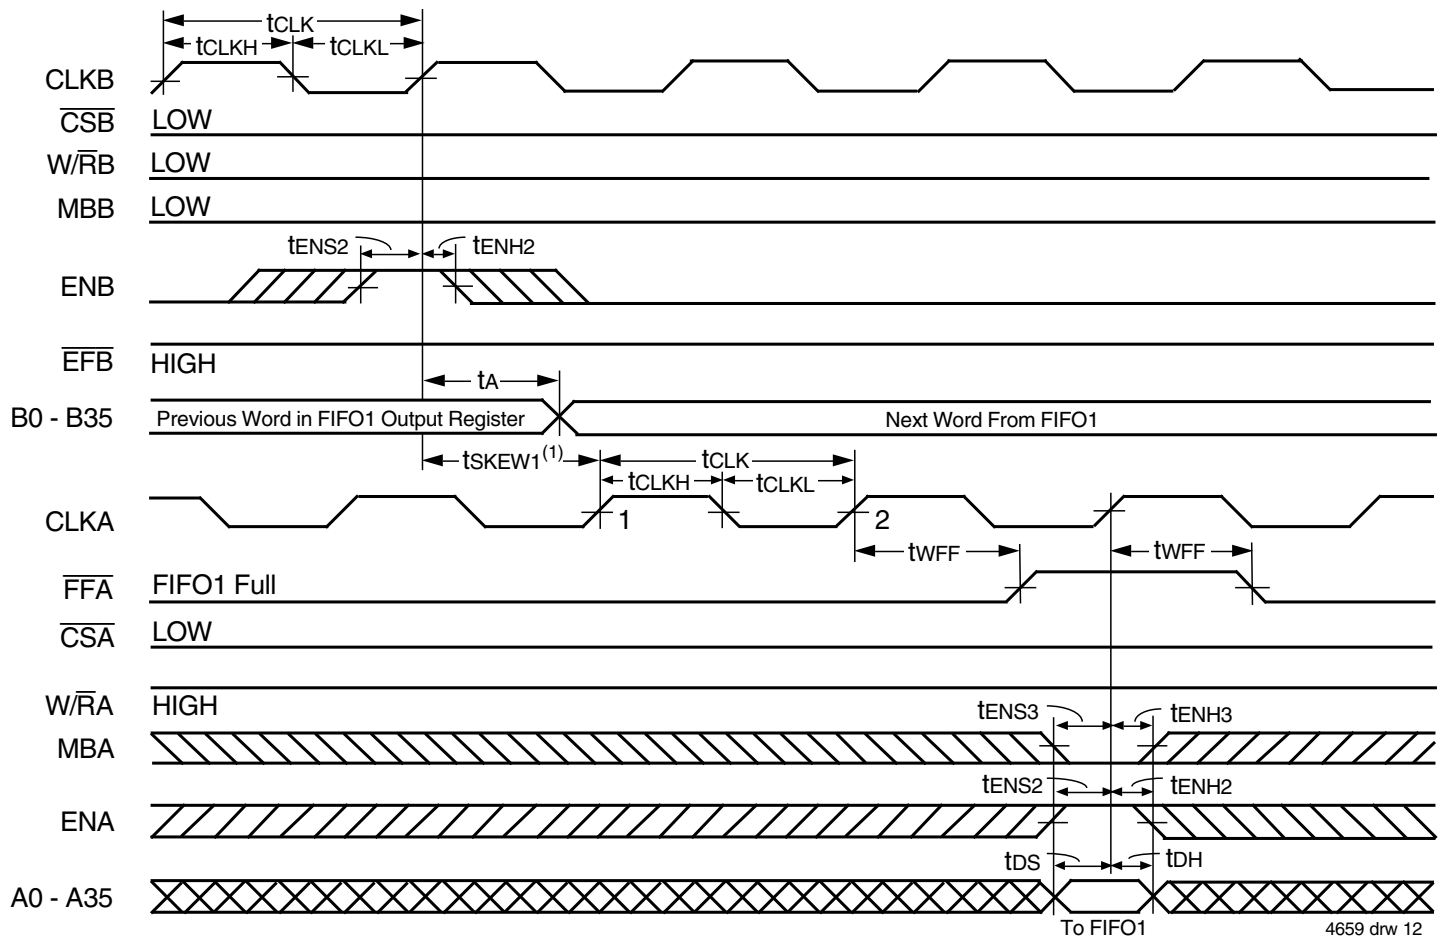 tCLK
tCLKH tCLKL
CLKB
CSB LOW
W/RB LOW
MBB LOW
tENS2 tENH2
ENB
EFB HIGH
tA
B0 - B35 Previous Word in FIFO1 Output Register Next Word From FIFO1
tSKEW1(1) tCLK
tCLKH tCLKL
CLKA 1 2
tWFF tWFF
FFA FIFO1 Full
CSA LOW
W/RA HIGH
tENS3 tENH3
MBA
tENS2 tENH2
ENA
tDS tDH
A0 - A35
To FIFO1 4659 drw 12